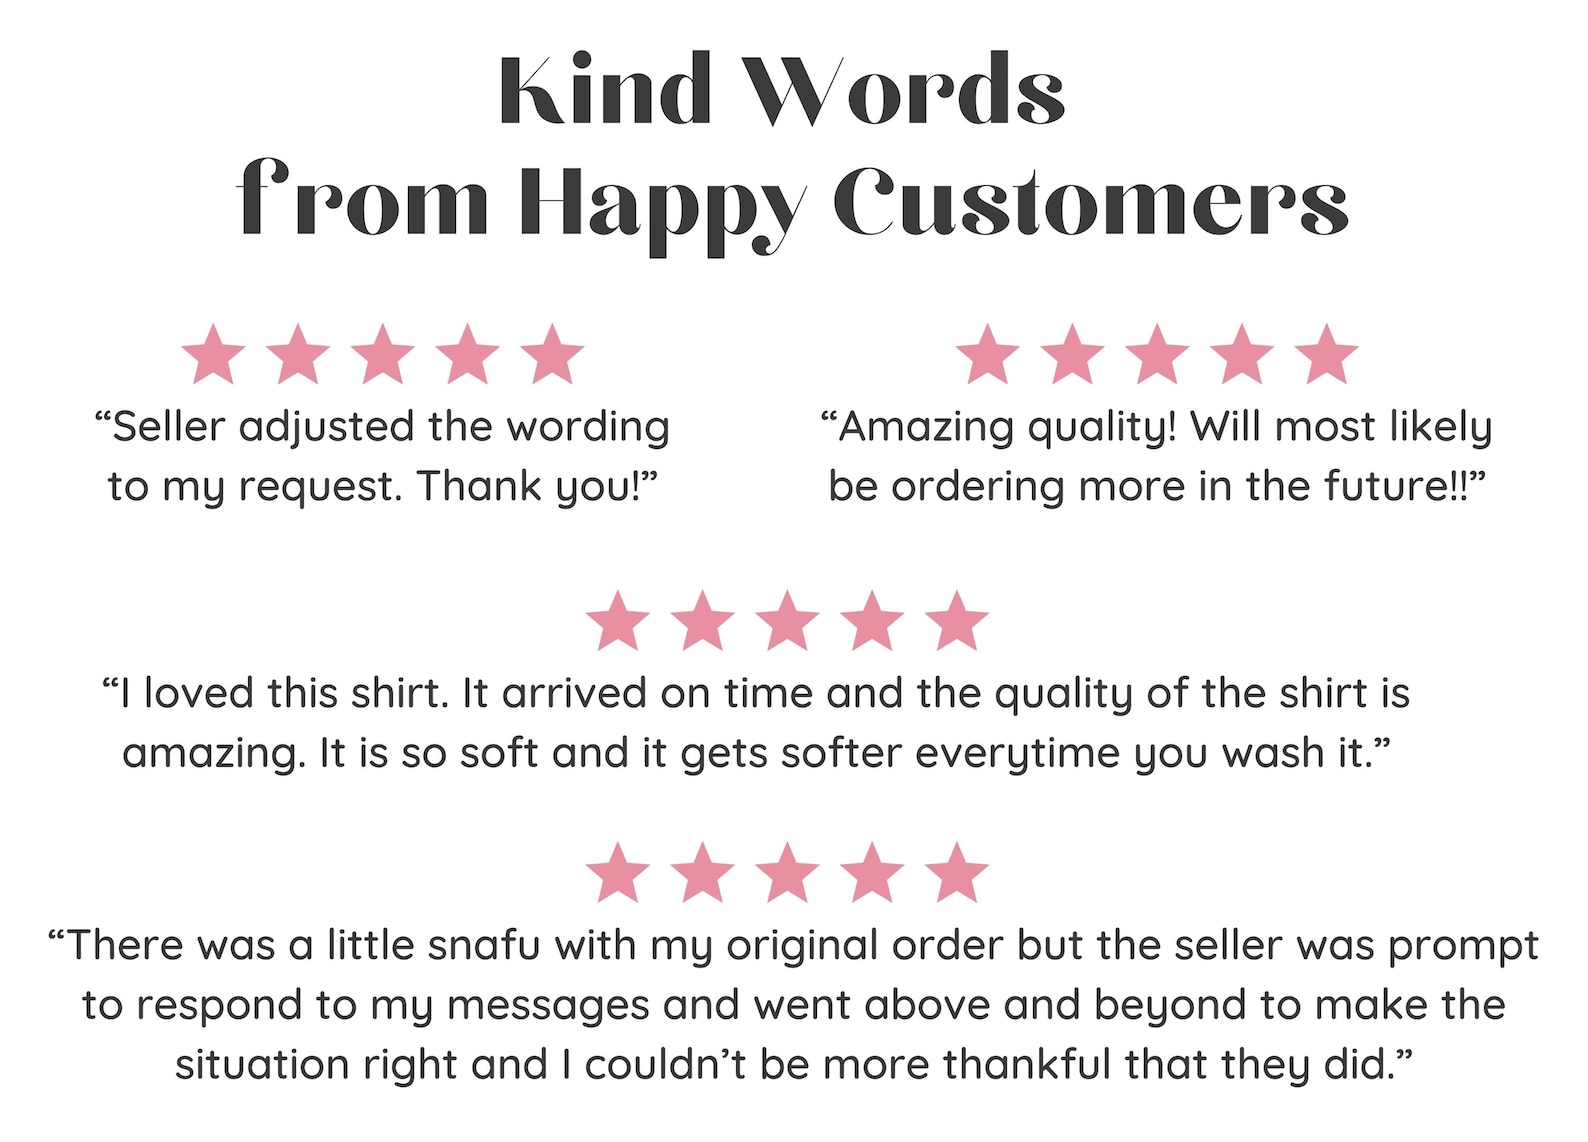 Kind Words
from Happy Customers
“Seller adjusted the wording
to my request. Thank you!”
“Amazing quality! Will most likely
be ordering more in the future!!”
“I loved this shirt. It arrived on time and the quality of the shirt is
amazing. It is so soft and it gets softer everytime you wash it.”
“There was a little snafu with my original order but the seller was prompt
to respond to my messages and went above and beyond to make the
situation right and I couldn’t be more thankful that they did.”